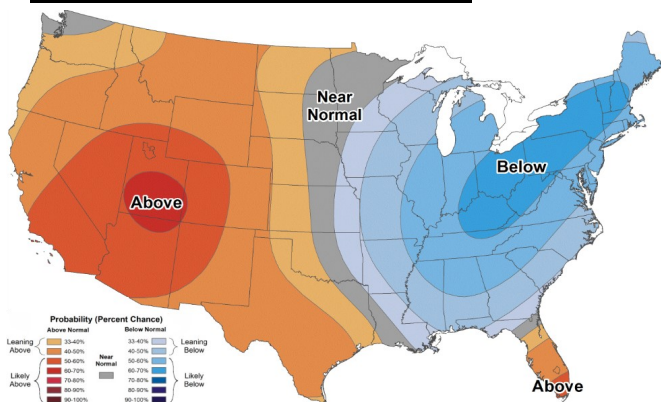 Near
Normal
Below
Above
Above
Probability (Percent Chance)
Above Normal
Below Normal
Leaning
Above
33-40%
40-50%
Likely
Above
50-60%
60-70%
70-80%
80-90%
90-100%
Near
Normal
33-40%
40-50%
Leaning
Below
50-60%
60-70%
70-80%
80-90%
90-100%
Likely
Below